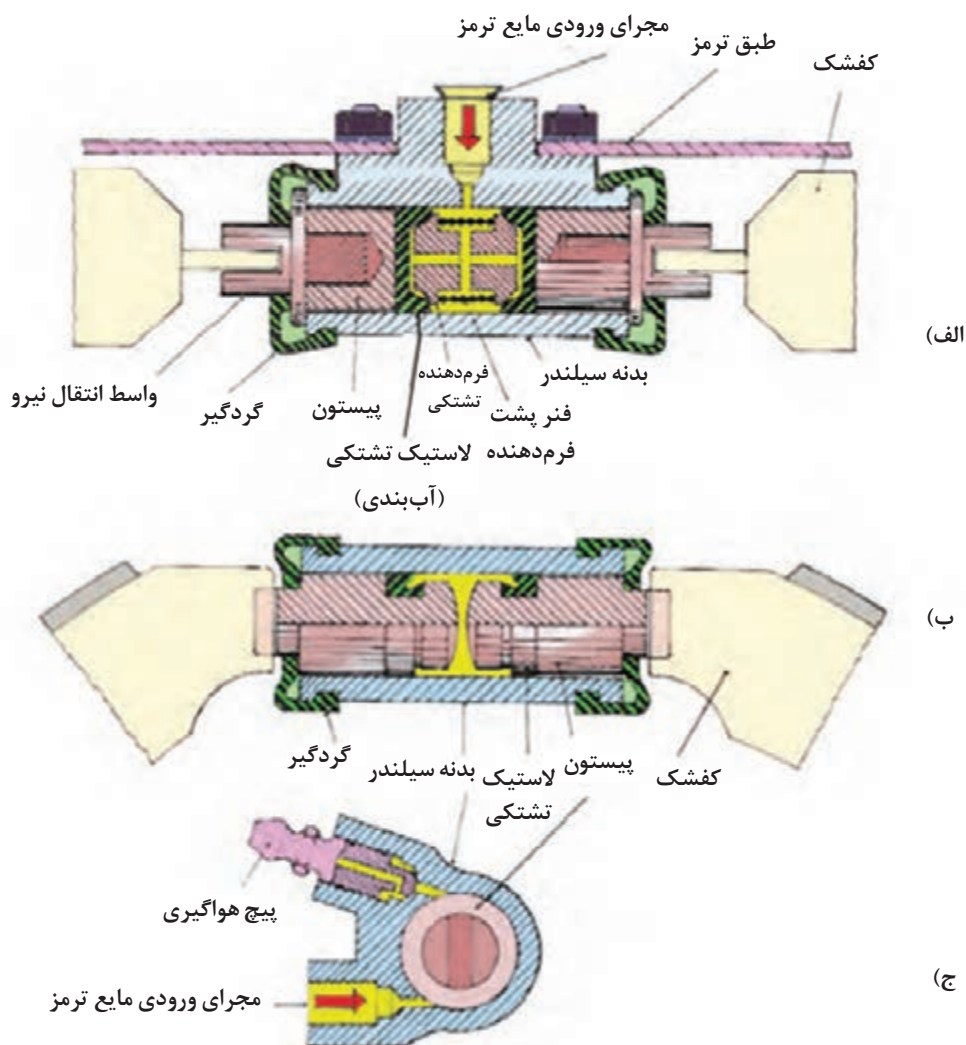 مجرای ورودی مایع ترمز
طبق ترمز
کفشک
الف)
واسط انتقال نیرو
گردگیر
پیستون
فرم‌دهنده
تشتکی
فنر پشت
فرم‌دهنده
بدنه سیلندر
لاستیک تشتکی
(آب‌بندی)
ب)
گردگیر
بدنه سیلندر
لاستیک
تشتکی
پیستون
کفشک
پیچ هواگیری
مجرای ورودی مایع ترمز
ج)